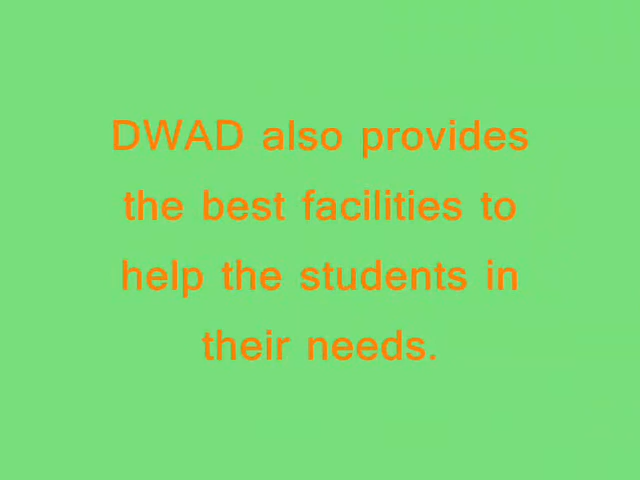 DWAD also provides
the best facilities to
help the students in
their needs.